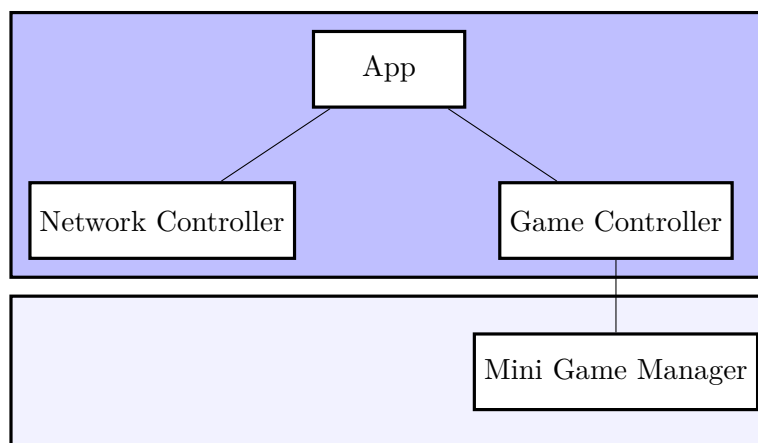 App
Network Controller
Game Controller
Mini Game Manager